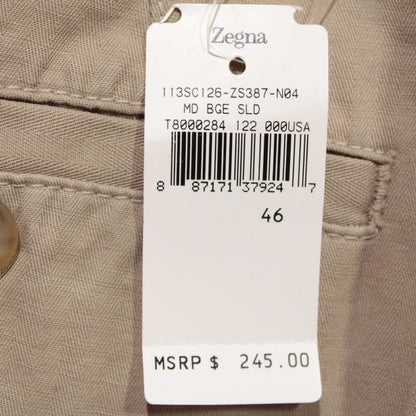 Zegna
113SC126-ZS387-N04
MD BGE SLD
T8000284 122 000USA
8 87171 37924 7
46
MSRP $ 245.00